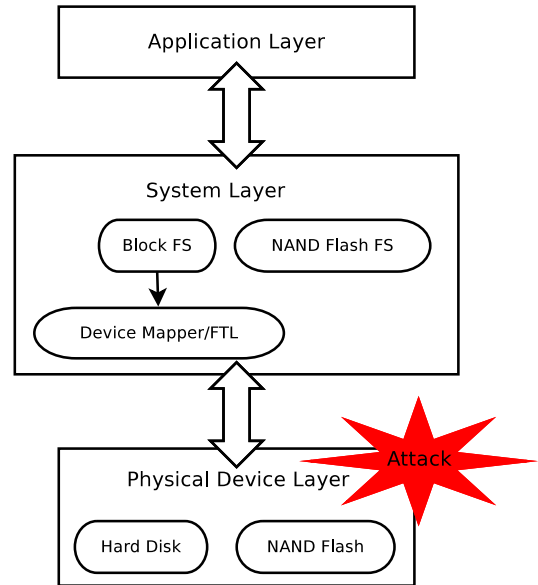 Application Layer
System Layer
Block FS
NAND Flash FS
Device Mapper/FTL
Attack
Physical Device Layer
Hard Disk
NAND Flash